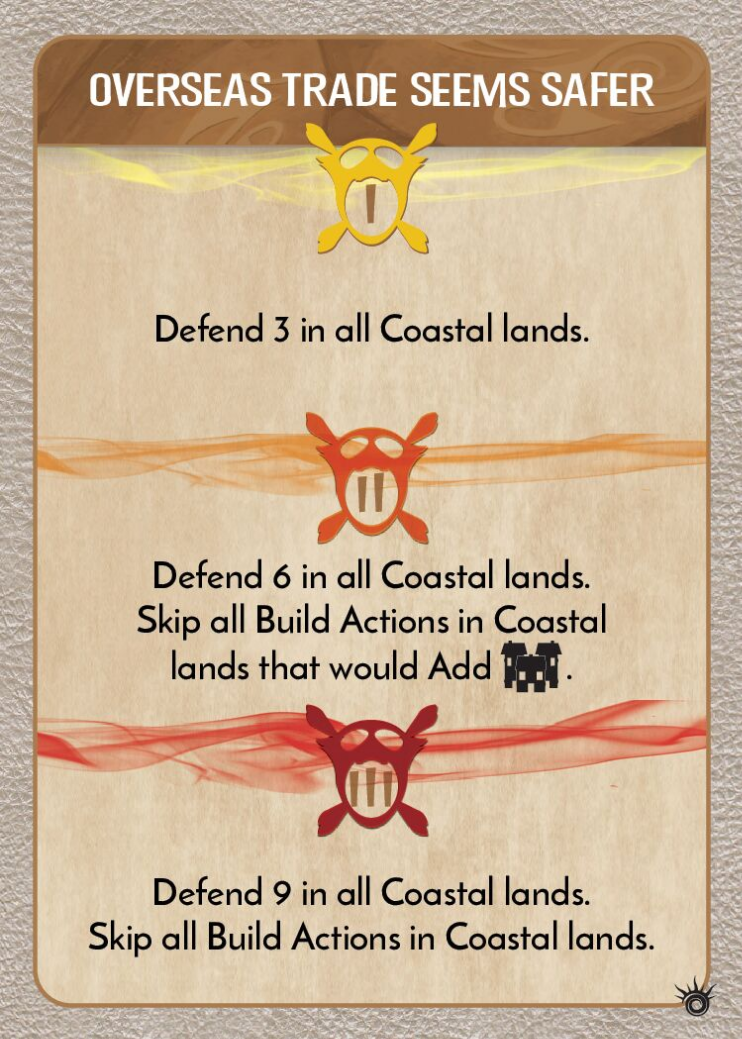 OVERSEAS TRADE SEEMS SAFER
I
Defend 3 in all Coastal lands.
II
Defend 6 in all Coastal lands.
Skip all Build Actions in Coastal
lands that would Add .
III
Defend 9 in all Coastal lands.
Skip all Build Actions in Coastal lands.